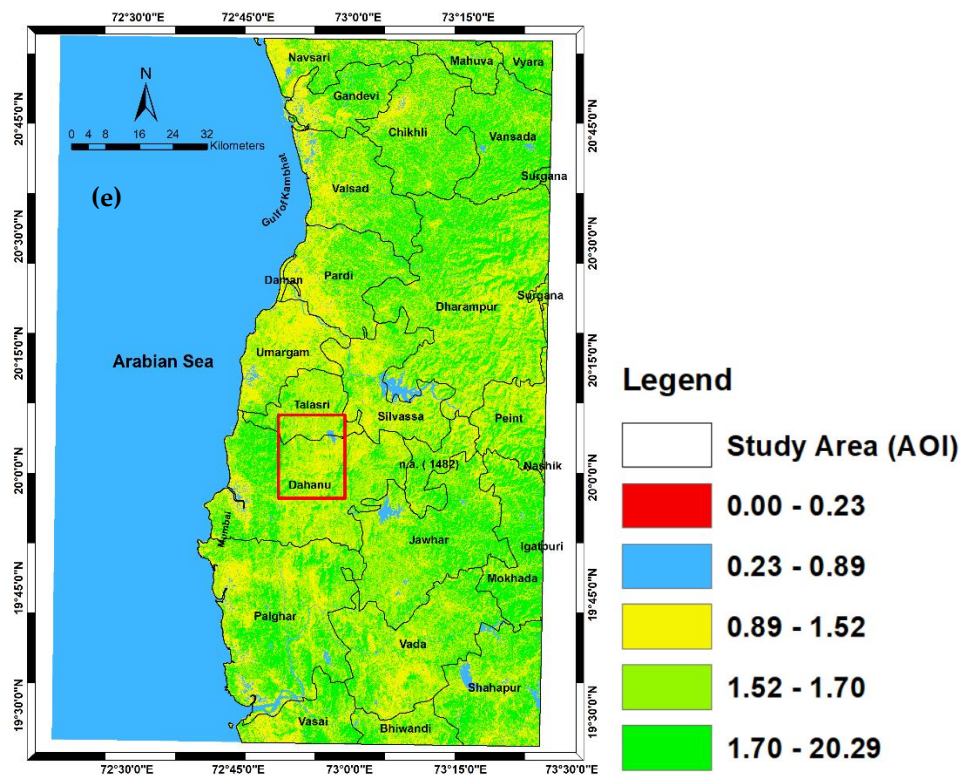 72°30'0"E 72°45'0"E 73°0'0"E 73°15'0"E
N
0 4 8 16 24 32
Kilometers
(e)
Navsari
Mahuva
Vyara
Gandevi
Chikhli
Vansada
Surgana
Gulf of Kambhat
Valsad
Daman
Pardi
Surgana
Dharampur
Arabian Sea
Umargam
Talasri
Silvassa
Peint
n.a. ( 1482)
Nashik
Dahanu
Mumbai
Jawhar
Igatpuri
Mokhada
Palghar
Vada
Shahapur
Vasai
Bhiwandi
20°45'0"N
20°30'0"N
20°15'0"N
20°0'0"N
19°45'0"N
19°30'0"N
20°45'0"N
20°30'0"N
20°15'0"N
20°0'0"N
19°45'0"N
19°30'0"N
72°30'0"E 72°45'0"E 73°0'0"E 73°15'0"E 73°30'0"E
Legend
Study Area (AOI)
0.00 - 0.23
0.23 - 0.89
0.89 - 1.52
1.52 - 1.70
1.70 - 20.29